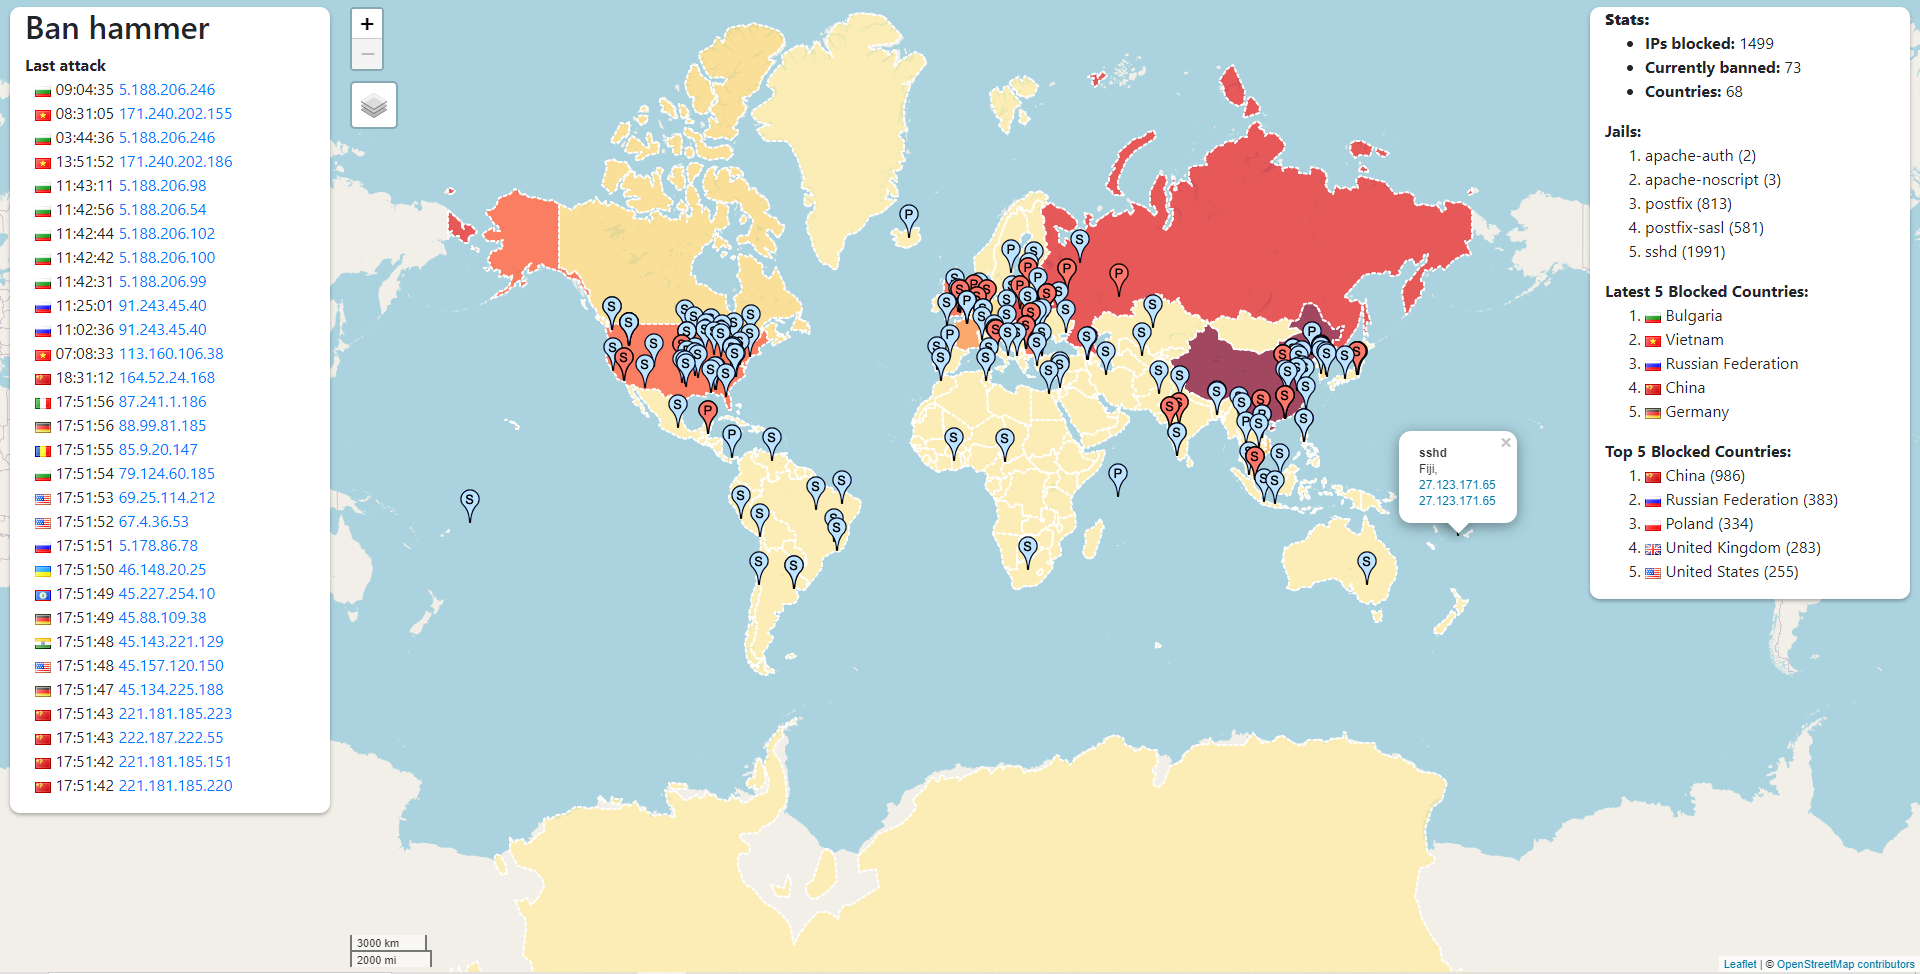 Ban hammer
Last attack
09:04:35 5.188.206.246
08:31:05 171.240.202.155
03:44:36 5.188.206.246
13:51:52 171.240.202.186
11:43:11 5.188.206.98
11:42:56 5.188.206.54
11:42:44 5.188.206.102
11:42:42 5.188.206.100
11:42:31 5.188.206.99
11:25:01 91.243.45.40
11:02:36 91.243.45.40
07:08:33 113.160.106.38
18:31:12 164.52.24.168
17:51:56 87.241.1.186
17:51:56 88.99.81.185
17:51:55 85.9.20.147
17:51:54 79.124.60.185
17:51:53 69.25.114.212
17:51:52 67.4.36.53
17:51:51 5.178.86.78
17:51:50 46.148.20.25
17:51:49 45.227.254.10
17:51:49 45.88.109.38
17:51:48 45.143.221.129
17:51:48 45.157.120.150
17:51:47 45.134.225.188
17:51:43 221.181.185.223
17:51:43 222.187.222.55
17:51:42 221.181.185.151
17:51:42 221.181.185.220
+
−
sshd
Fiji,
27.123.171.65
27.123.171.65
×
3000 km
2000 mi
Stats:
• IPs blocked: 1499
• Currently banned: 73
• Countries: 68
Jails:
1. apache-auth (2)
2. apache-noscript (3)
3. postfix (813)
4. postfix-sasl (581)
5. sshd (1991)
Latest 5 Blocked Countries:
1. Bulgaria
2. Vietnam
3. Russian Federation
4. China
5. Germany
Top 5 Blocked Countries:
1. China (986)
2. Russian Federation (383)
3. Poland (334)
4. United Kingdom (283)
5. United States (255)
Leaflet | © OpenStreetMap contributors